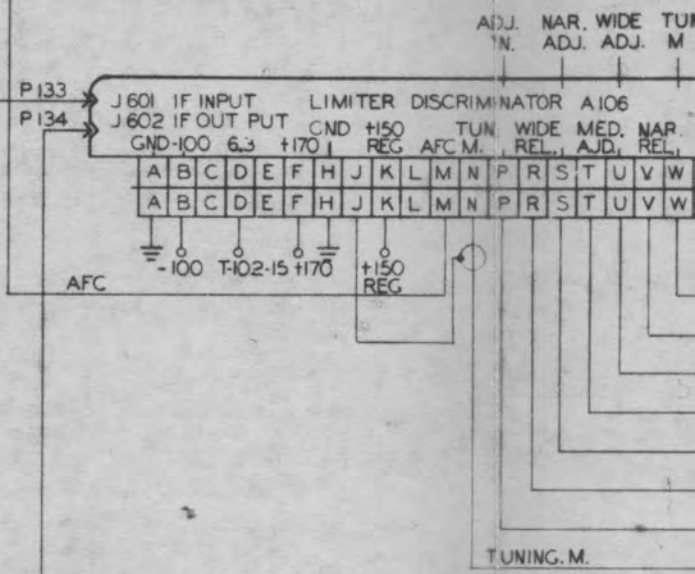 ADJ. NAR. WIDE TUN
IN. ADJ. ADJ. M
P133 J601 IF INPUT LIMITER DISCRIMINATOR A106
P134 J602 IF OUT PUT
GND +150 TUN. WIDE MED. NAR.
GND -100 6.3 +170 REG AFC M. REL. AJD. REL.
A B C D E F H J K L M N P R S T U V W
A B C D E F H J K L M N P R S T U V W
-100 T-102-15 +170 +150
REG
AFC
TUNING. M.